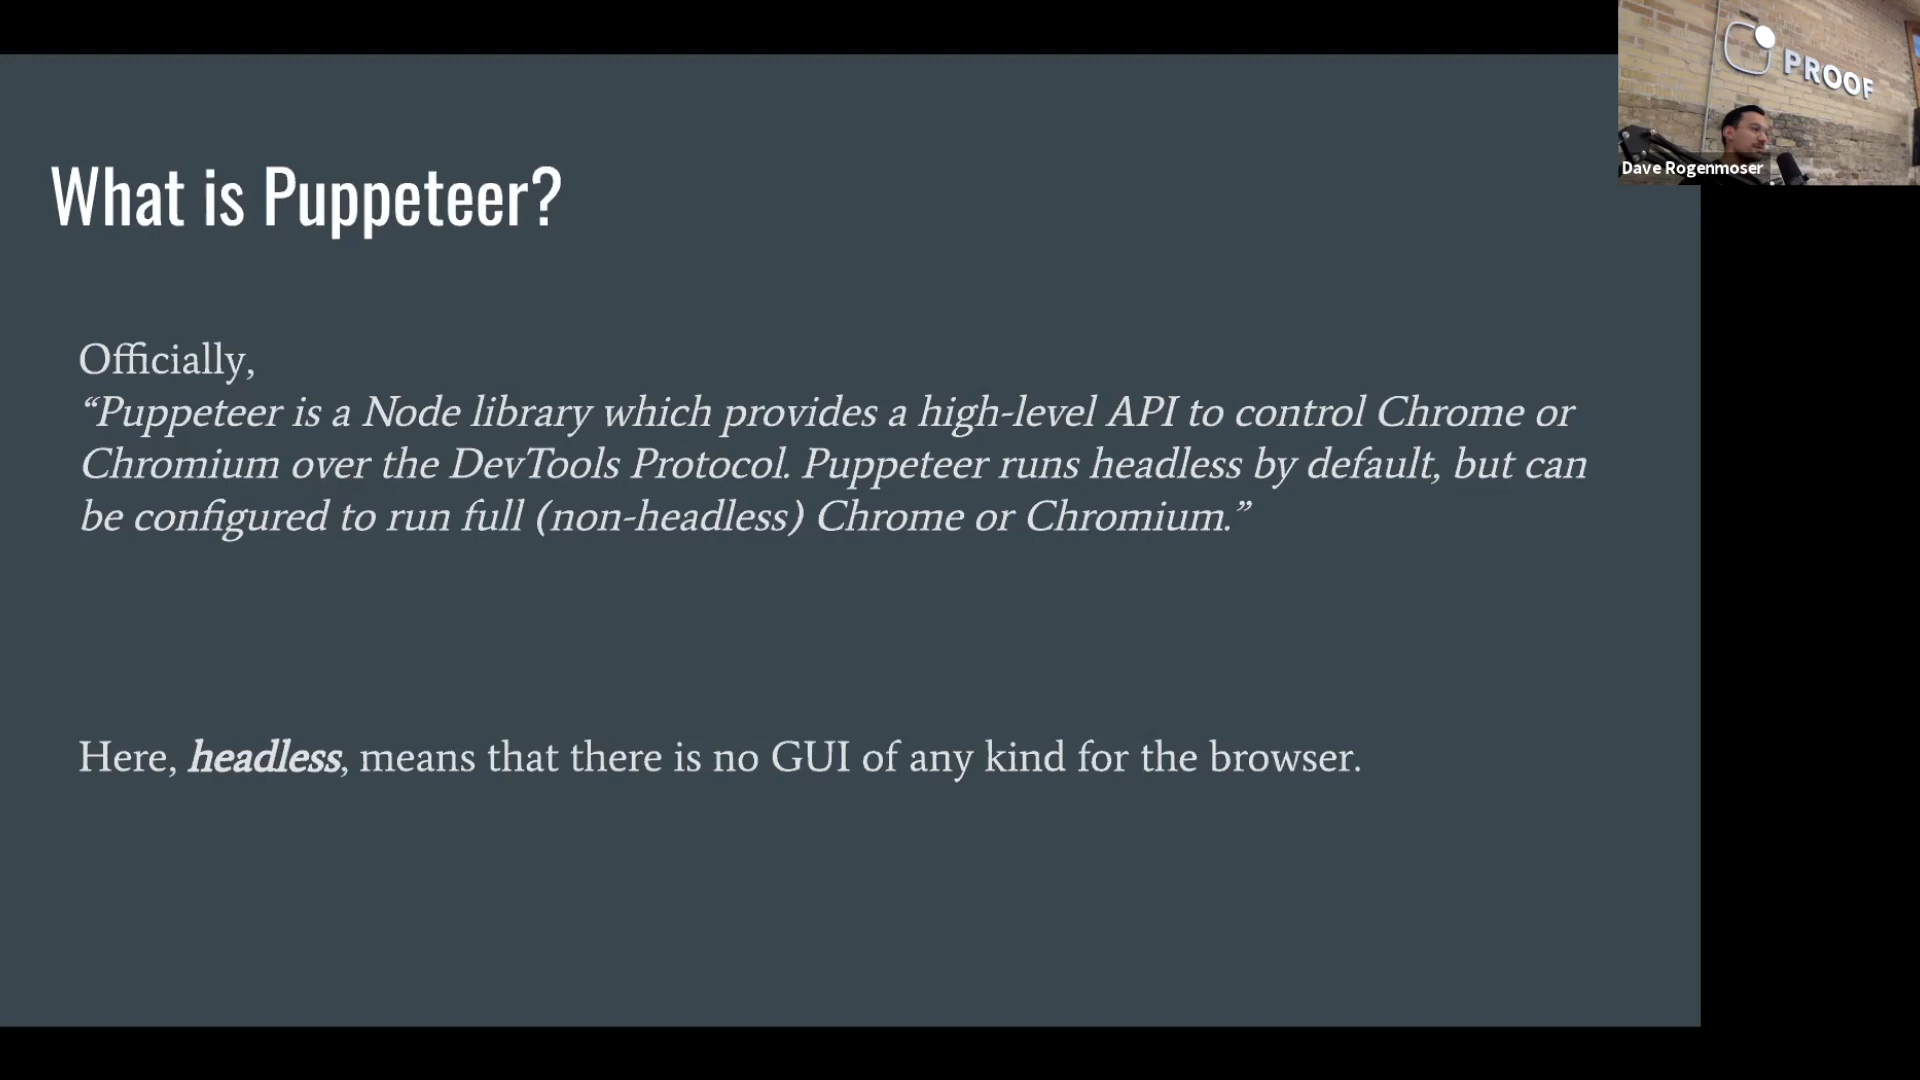 What is Puppeteer?
Officially,
“Puppeteer is a Node library which provides a high-level API to control Chrome or
Chromium over the DevTools Protocol. Puppeteer runs headless by default, but can
be configured to run full (non-headless) Chrome or Chromium.”
Here, headless, means that there is no GUI of any kind for the browser.
PROOF
Dave Rogenmoser